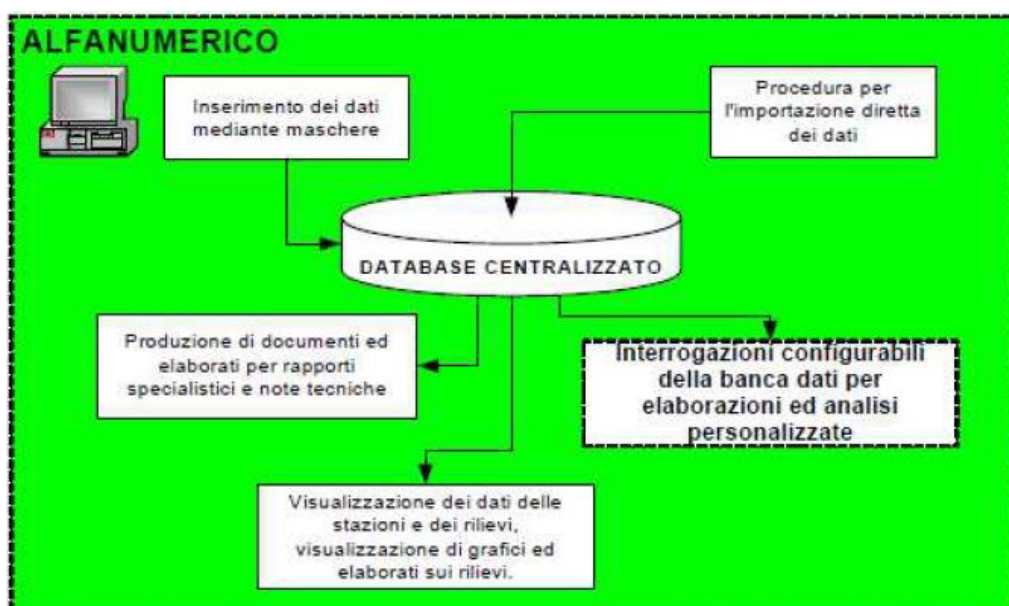 ALFANUMERICO
Inserimento dei dati
mediante maschere
Procedura per
l'importazione diretta
dei dati
DATABASE CENTRALIZZATO
Produzione di documenti ed
elaborati per rapporti
specialistici e note tecniche
Interrogazioni configurabili
della banca dati per
elaborazioni ed analisi
personalizzate
Visualizzazione dei dati delle
stazioni e dei rilievi,
visualizzazione di grafici ed
elaborati sui rilievi.